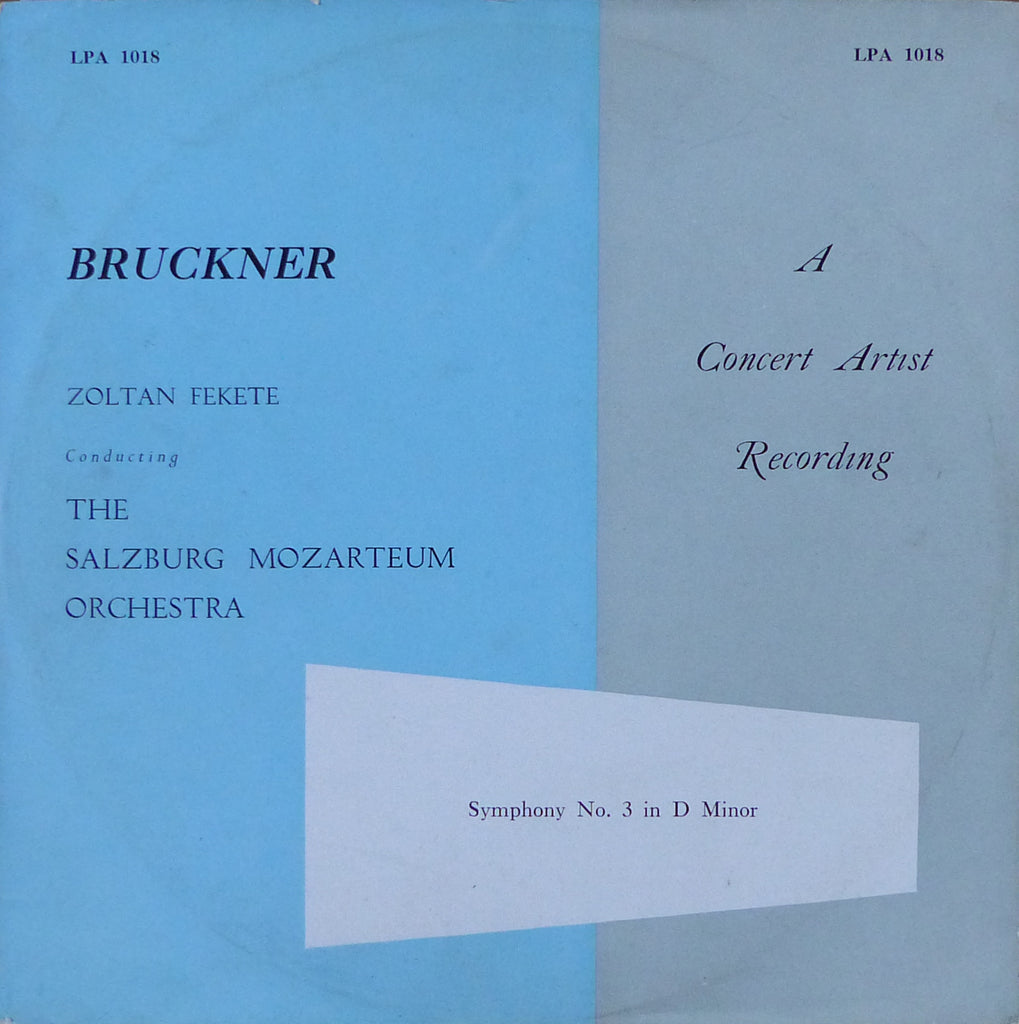 LPA 1018
LPA 1018
BRUCKNER
ZOLTAN FEKETE
Conducting
THE
SALZBURG MOZARTEUM
ORCHESTRA
A
Concert Artist
Recording
Symphony No. 3 in D Minor